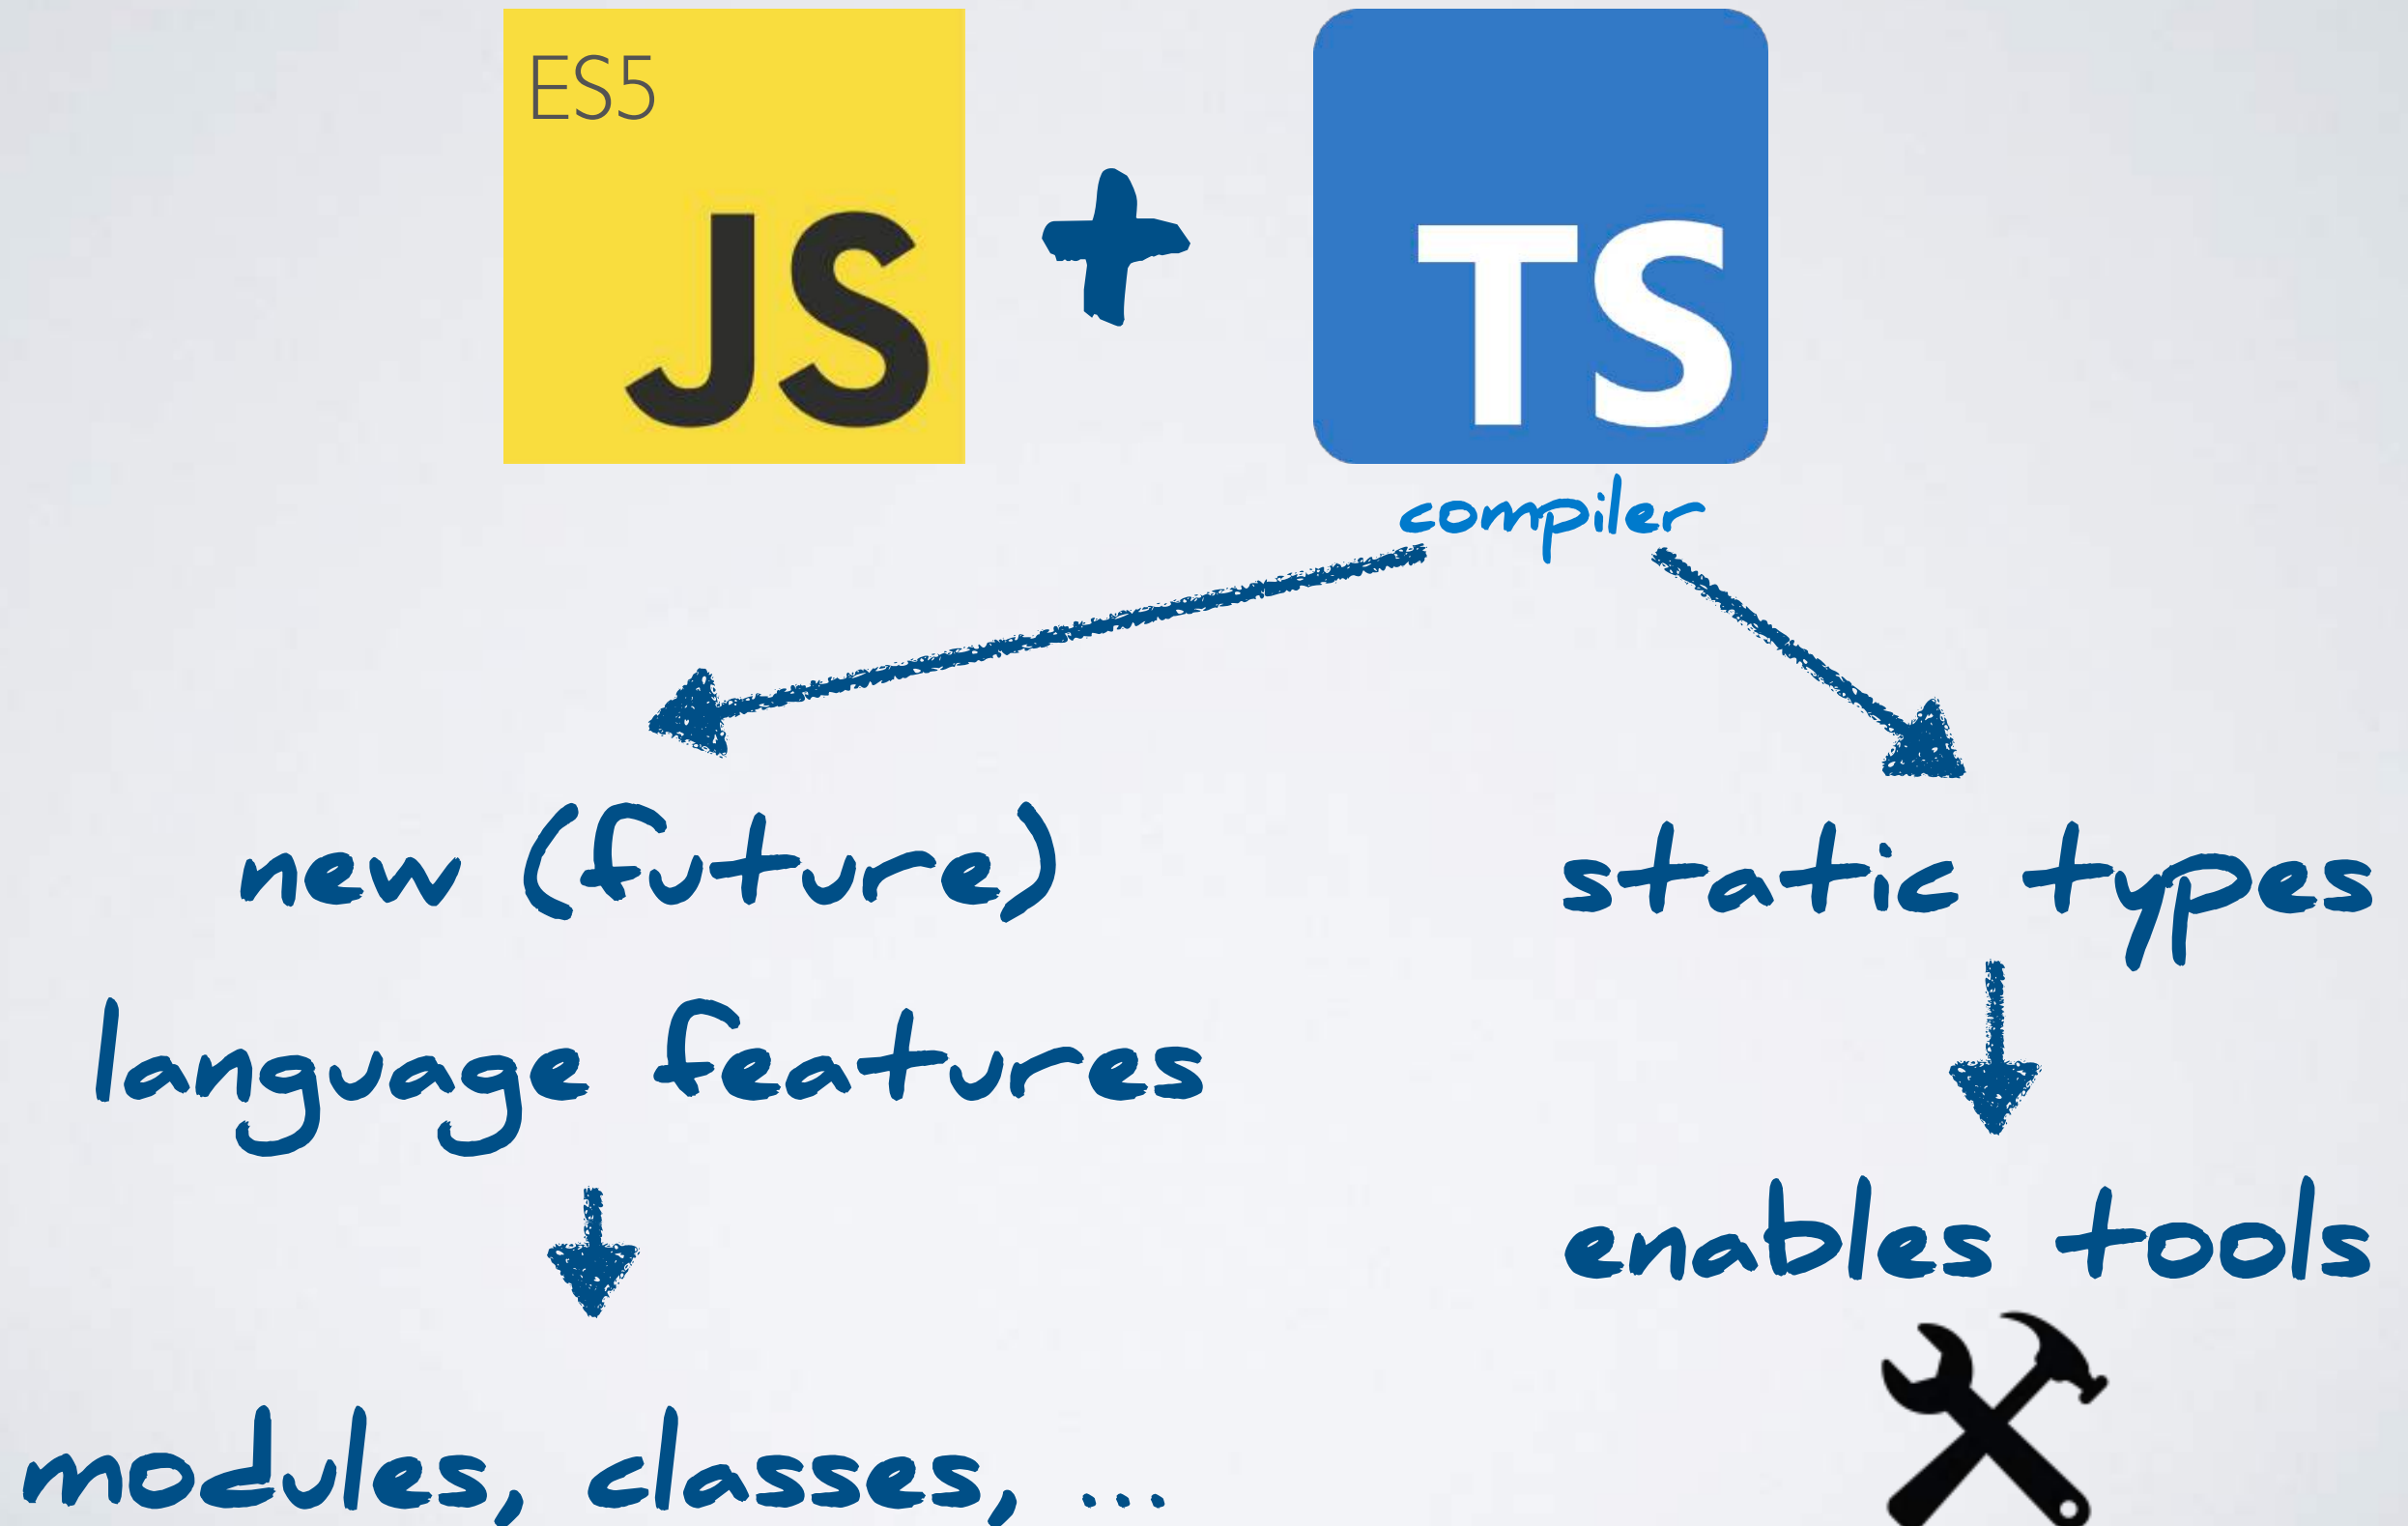 ES5
JS
+
TS
compiler
new (future)
language features
modules, classes, ...
static types
enables tools